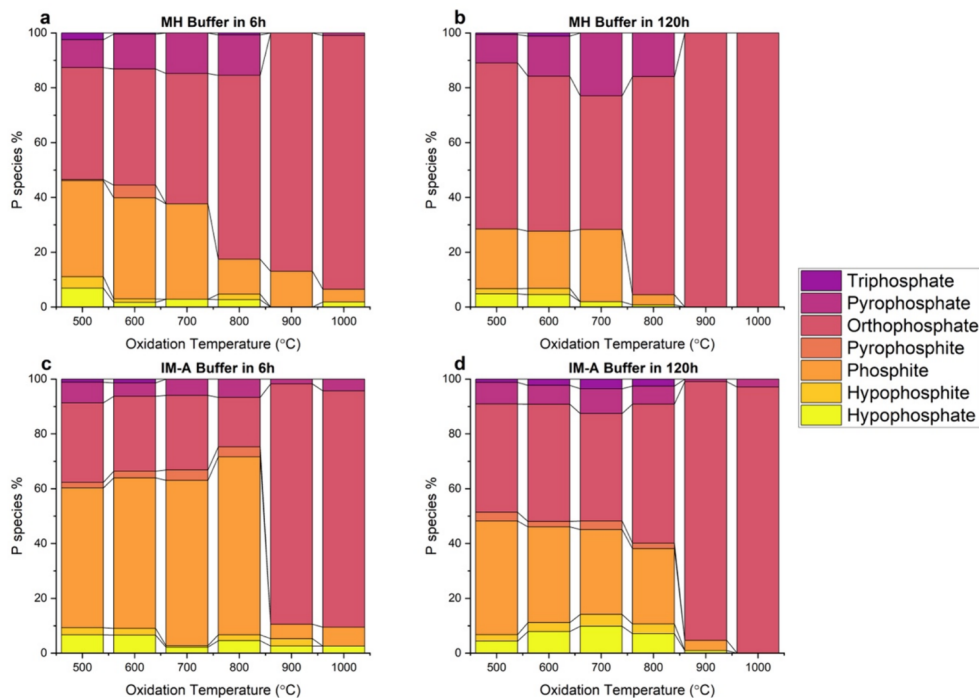 a
MH Buffer in 6h
100
80
60
40
20
0
P species %
500 600 700 800 900 1000
Oxidation Temperature (°C)
b
MH Buffer in 120h
100
80
60
40
20
0
P species %
500 600 700 800 900 1000
Oxidation Temperature (°C)
Triphosphate
Pyrophosphate
Orthophosphate
Pyrophosphite
Phosphite
Hypophosphite
Hypophosphate
c
IM-A Buffer in 6h
100
80
60
40
20
0
P species %
500 600 700 800 900 1000
Oxidation Temperature (°C)
d
IM-A Buffer in 120h
100
80
60
40
20
0
P species %
500 600 700 800 900 1000
Oxidation Temperature (°C)